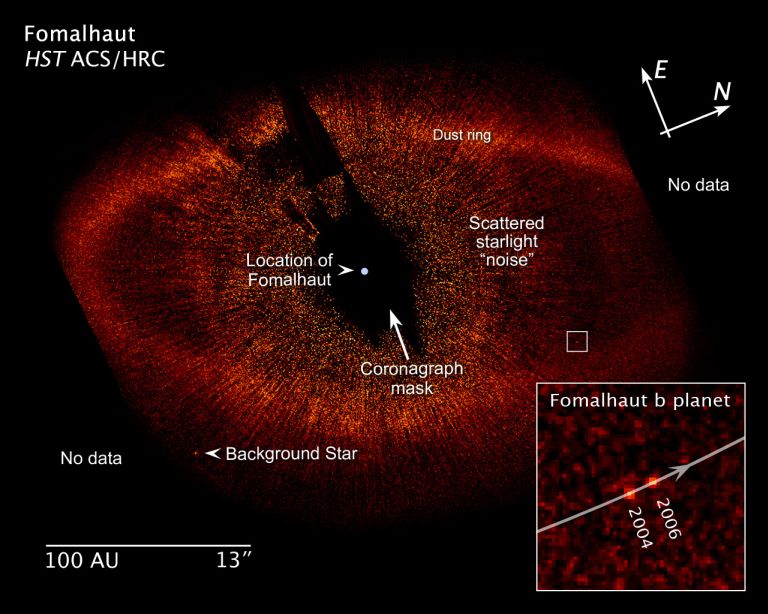 Fomalhaut
HST ACS/HRC
E
N
Dust ring
No data
Scattered
starlight
“noise”
Location of
Fomalhaut
Coronagraph
mask
Fomalhaut b planet
2004
2006
No data
Background Star
100 AU
13”